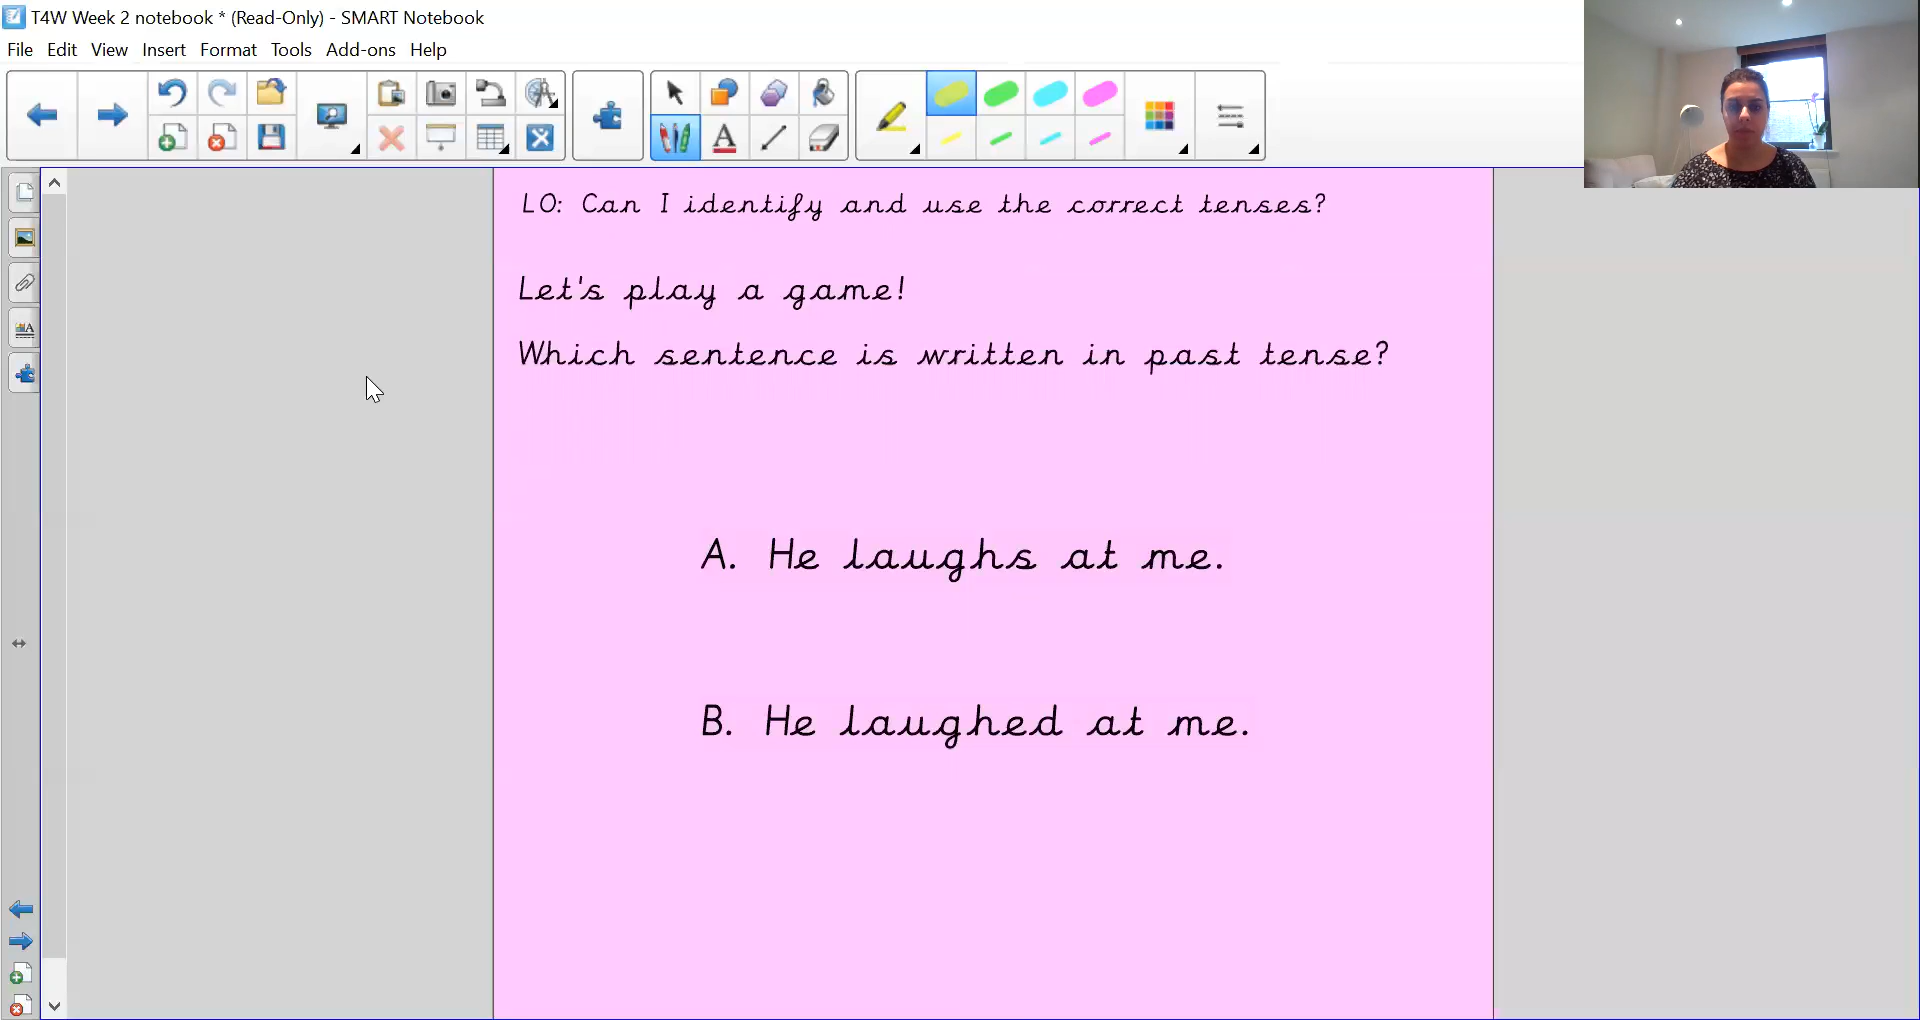 T4W Week 2 notebook * (Read-Only) - SMART Notebook
File Edit View Insert Format Tools Add-ons Help
LO: Can I identify and use the correct tenses?
Let's play a game!
Which sentence is written in past tense?
A. He laughs at me.
B. He laughed at me.